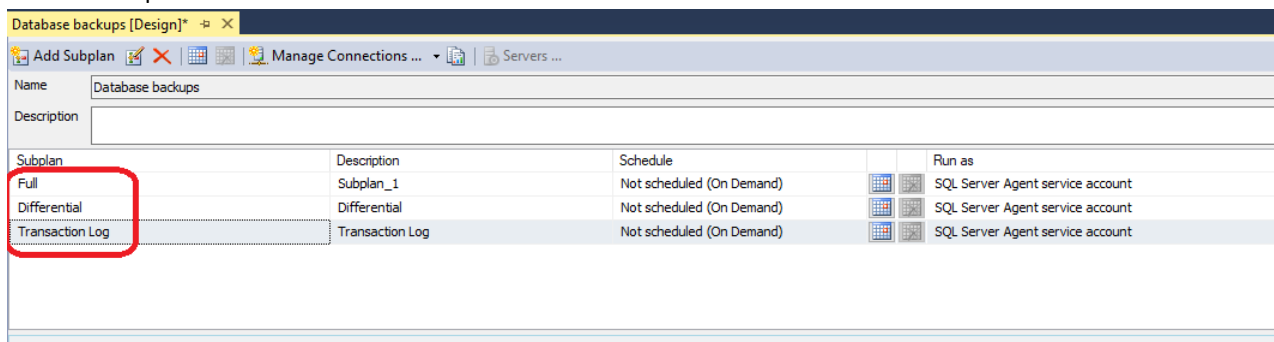 Database backups [Design]*
Add Subplan Manage Connections ... Servers ...
Name Database backups
Description
Subplan Description Schedule Run as
Full Subplan_1 Not scheduled (On Demand) SQL Server Agent service account
Differential Differential Not scheduled (On Demand) SQL Server Agent service account
Transaction Log Transaction Log Not scheduled (On Demand) SQL Server Agent service account